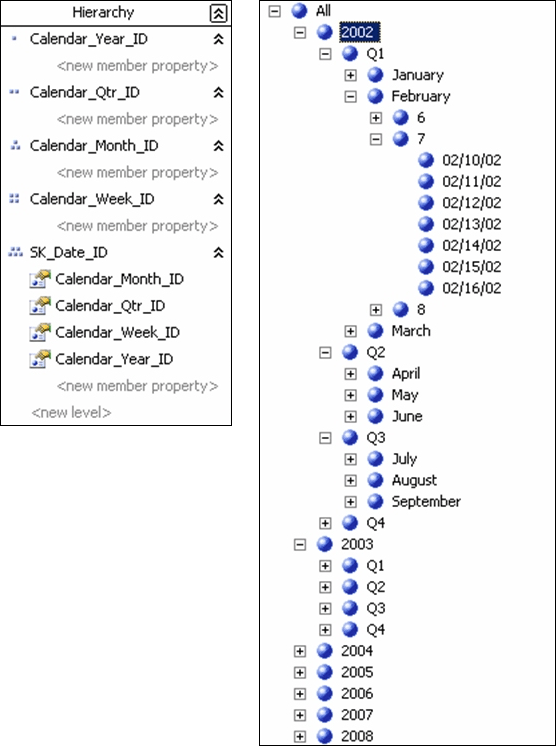 Hierarchy
Calendar_Year_ID
<new member property>
Calendar_Qtr_ID
<new member property>
Calendar_Month_ID
<new member property>
Calendar_Week_ID
<new member property>
SK_Date_ID
Calendar_Month_ID
Calendar_Qtr_ID
Calendar_Week_ID
Calendar_Year_ID
<new member property>
<new level>
All
2002
Q1
January
February
6
7
02/10/02
02/11/02
02/12/02
02/13/02
02/14/02
02/15/02
02/16/02
8
March
Q2
April
May
June
Q3
July
August
September
Q4
2003
Q1
Q2
Q3
Q4
2004
2005
2006
2007
2008